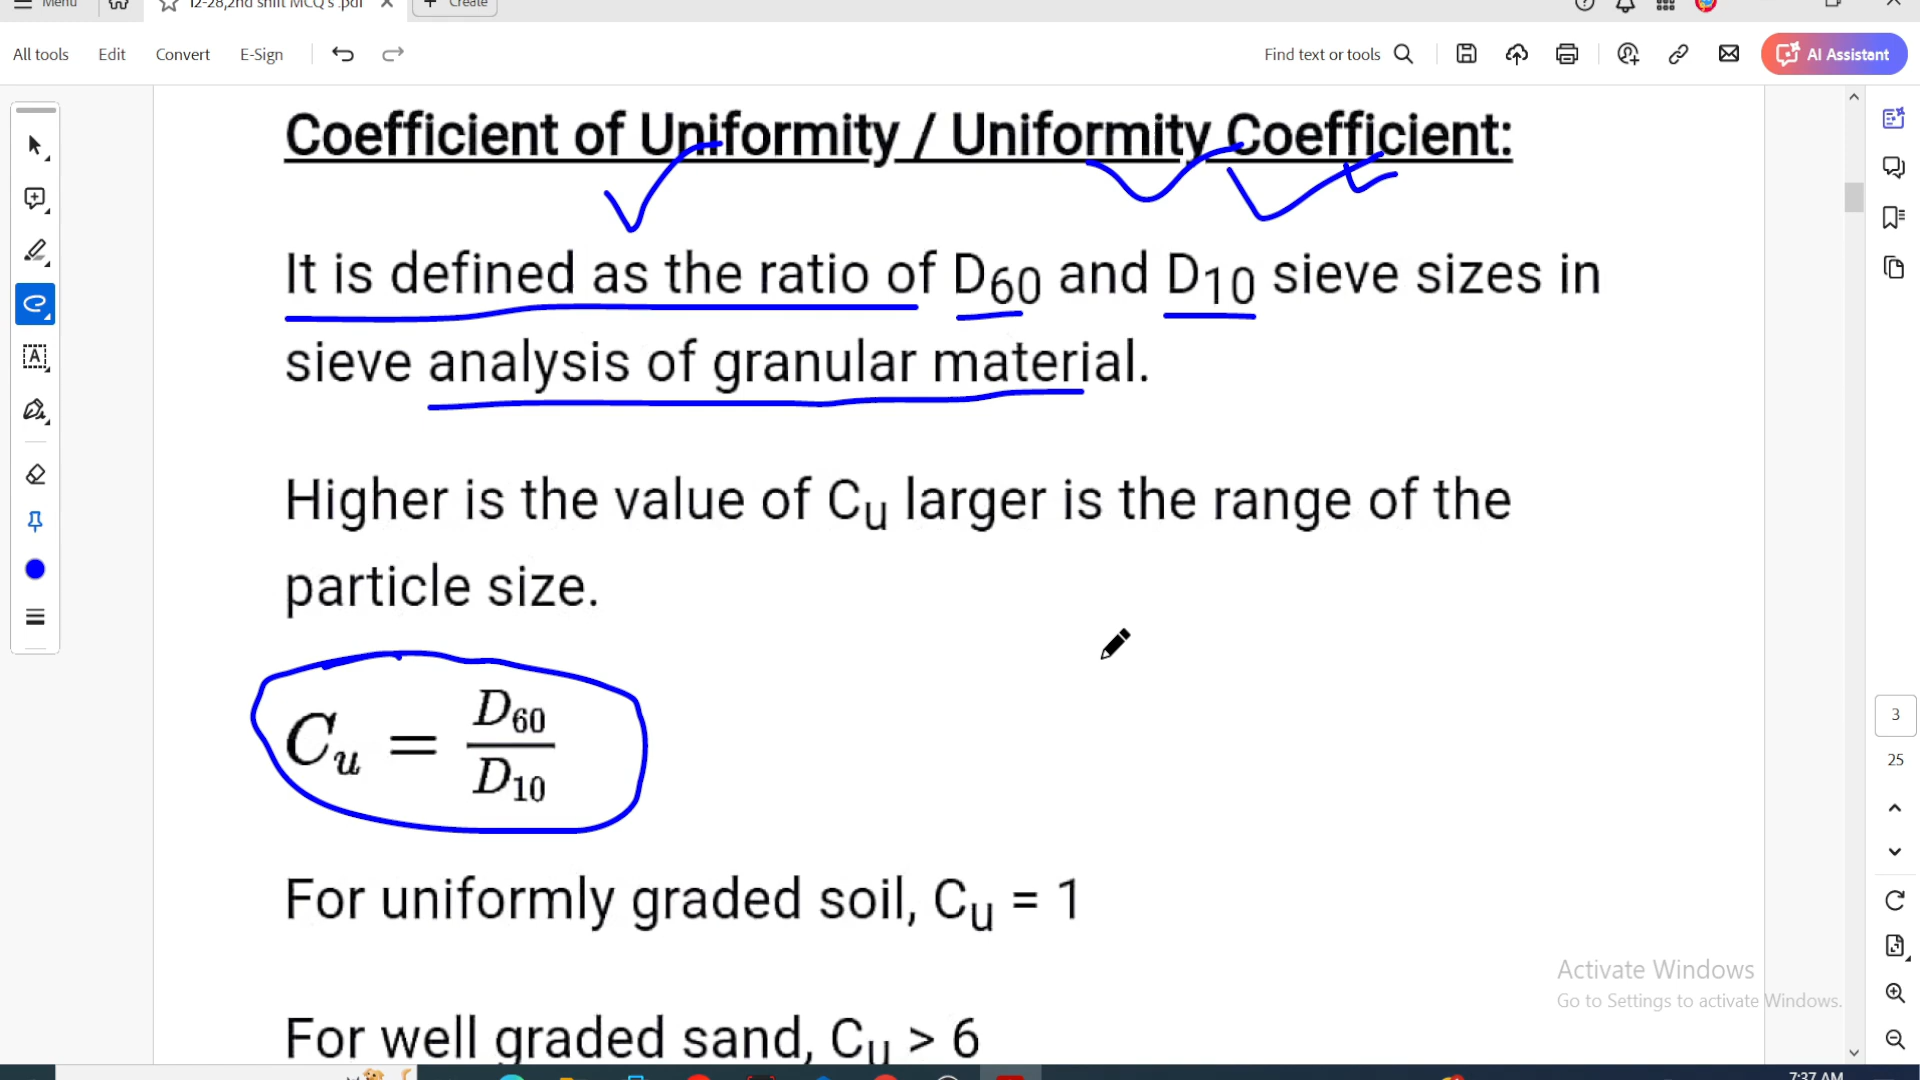 Menu
12-28,2nd shift MCQ's .pdf
Create
All tools
Edit
Convert
E-Sign
Find text or tools
AI Assistant
Coefficient of Uniformity / Uniformity Coefficient:
It is defined as the ratio of D60 and D10 sieve sizes in
sieve analysis of granular material.
Higher is the value of Cu larger is the range of the
particle size.
Cu = D60 / D10
For uniformly graded soil, Cu = 1
For well graded sand, Cu > 6
3
25
Activate Windows
Go to Settings to activate Windows.
7:37 AM